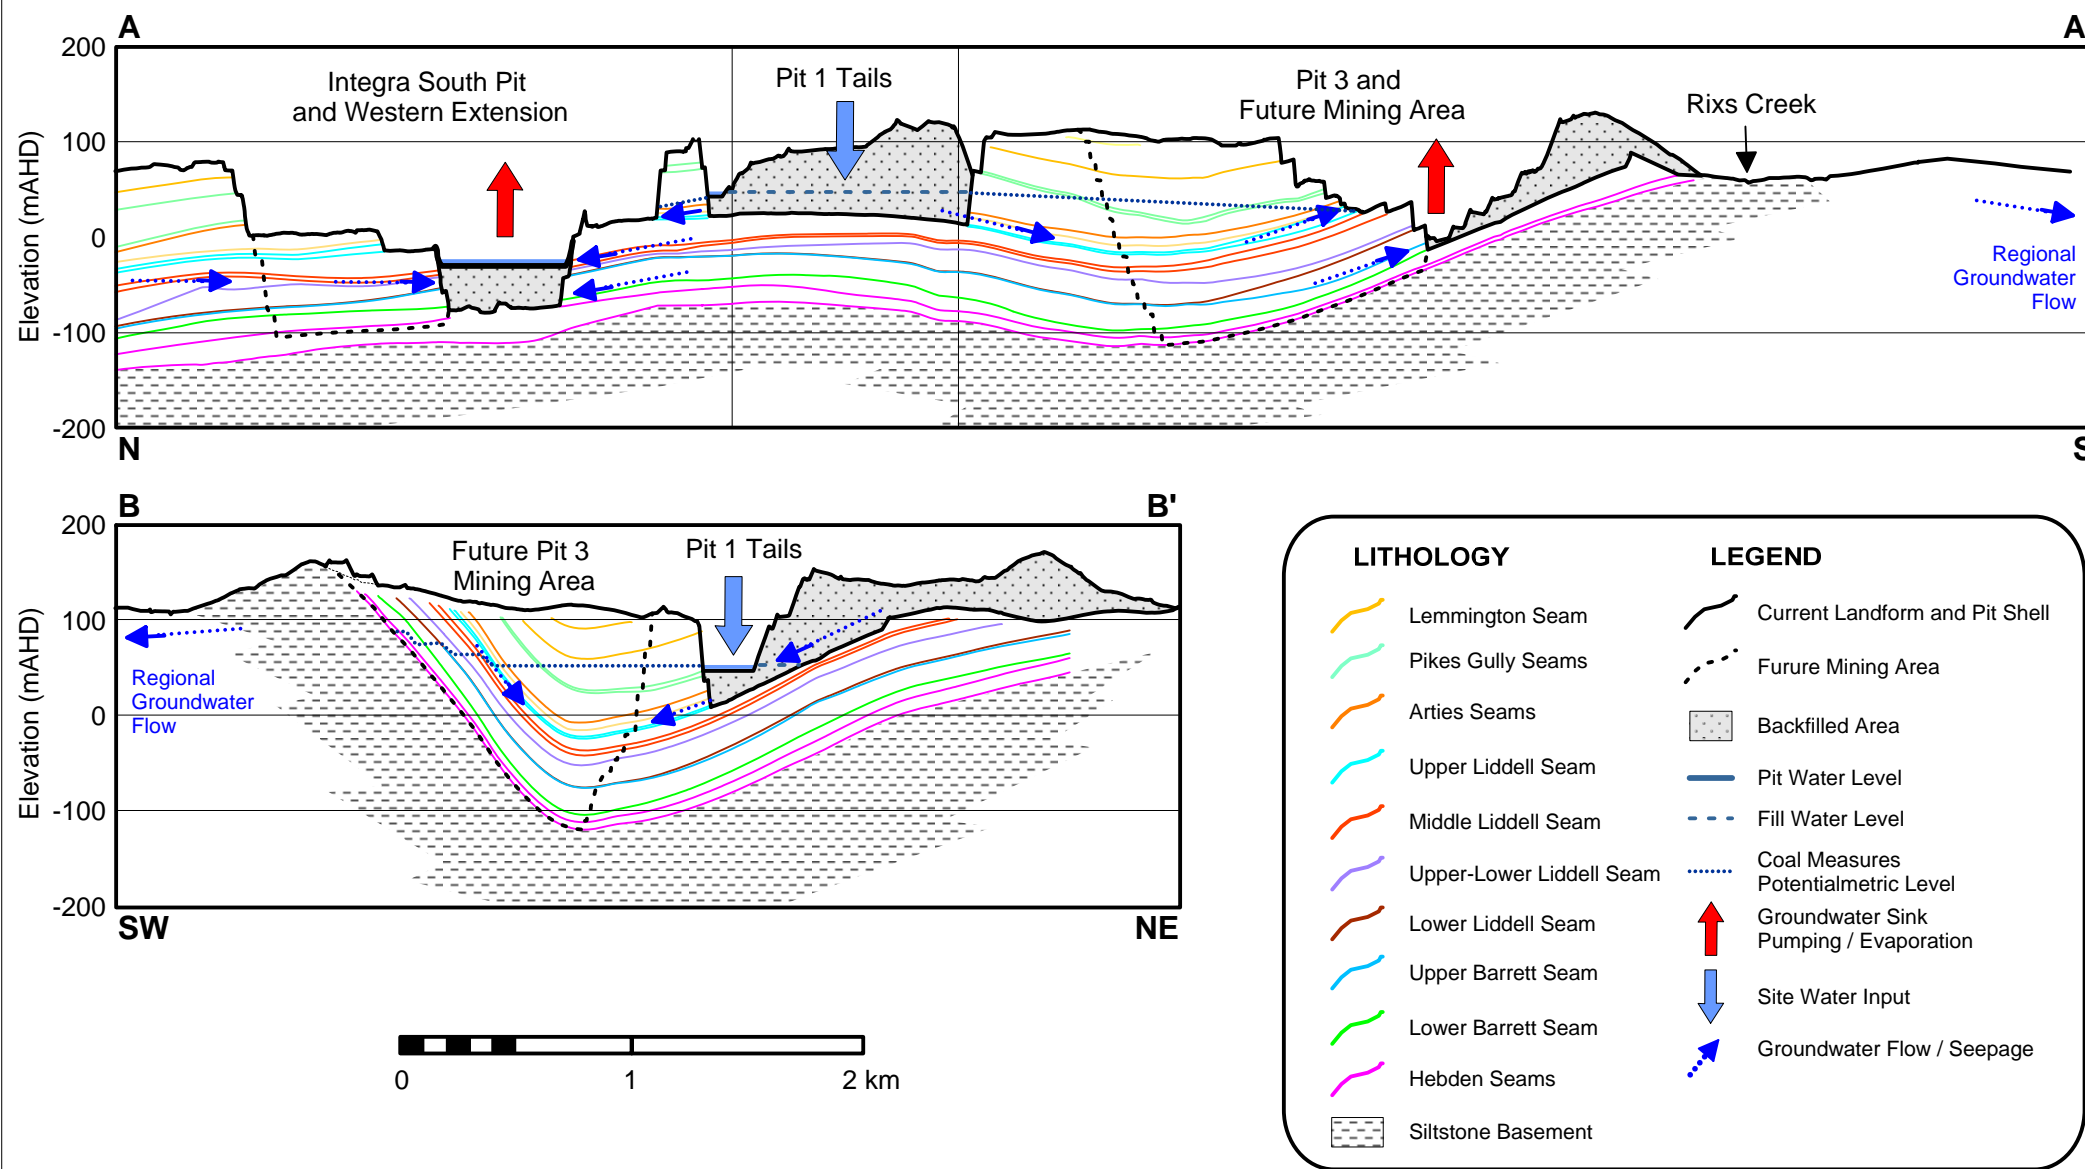 A
A
200
100
0
-100
-200
Elevation (mAHD)
Integra South Pit
and Western Extension
Pit 1 Tails
Pit 3 and
Future Mining Area
Rixs Creek
Regional
Groundwater
Flow
N
S
B
B'
200
100
0
-100
-200
Elevation (mAHD)
Future Pit 3
Mining Area
Pit 1 Tails
Regional
Groundwater
Flow
SW
NE
0
1
2 km
LITHOLOGY
Lemmington Seam
Pikes Gully Seams
Arties Seams
Upper Liddell Seam
Middle Liddell Seam
Upper-Lower Liddell Seam
Lower Liddell Seam
Upper Barrett Seam
Lower Barrett Seam
Hebden Seams
Siltstone Basement
LEGEND
Current Landform and Pit Shell
Furure Mining Area
Backfilled Area
Pit Water Level
Fill Water Level
Coal Measures
Potentialmetric Level
Groundwater Sink
Pumping / Evaporation
Site Water Input
Groundwater Flow / Seepage